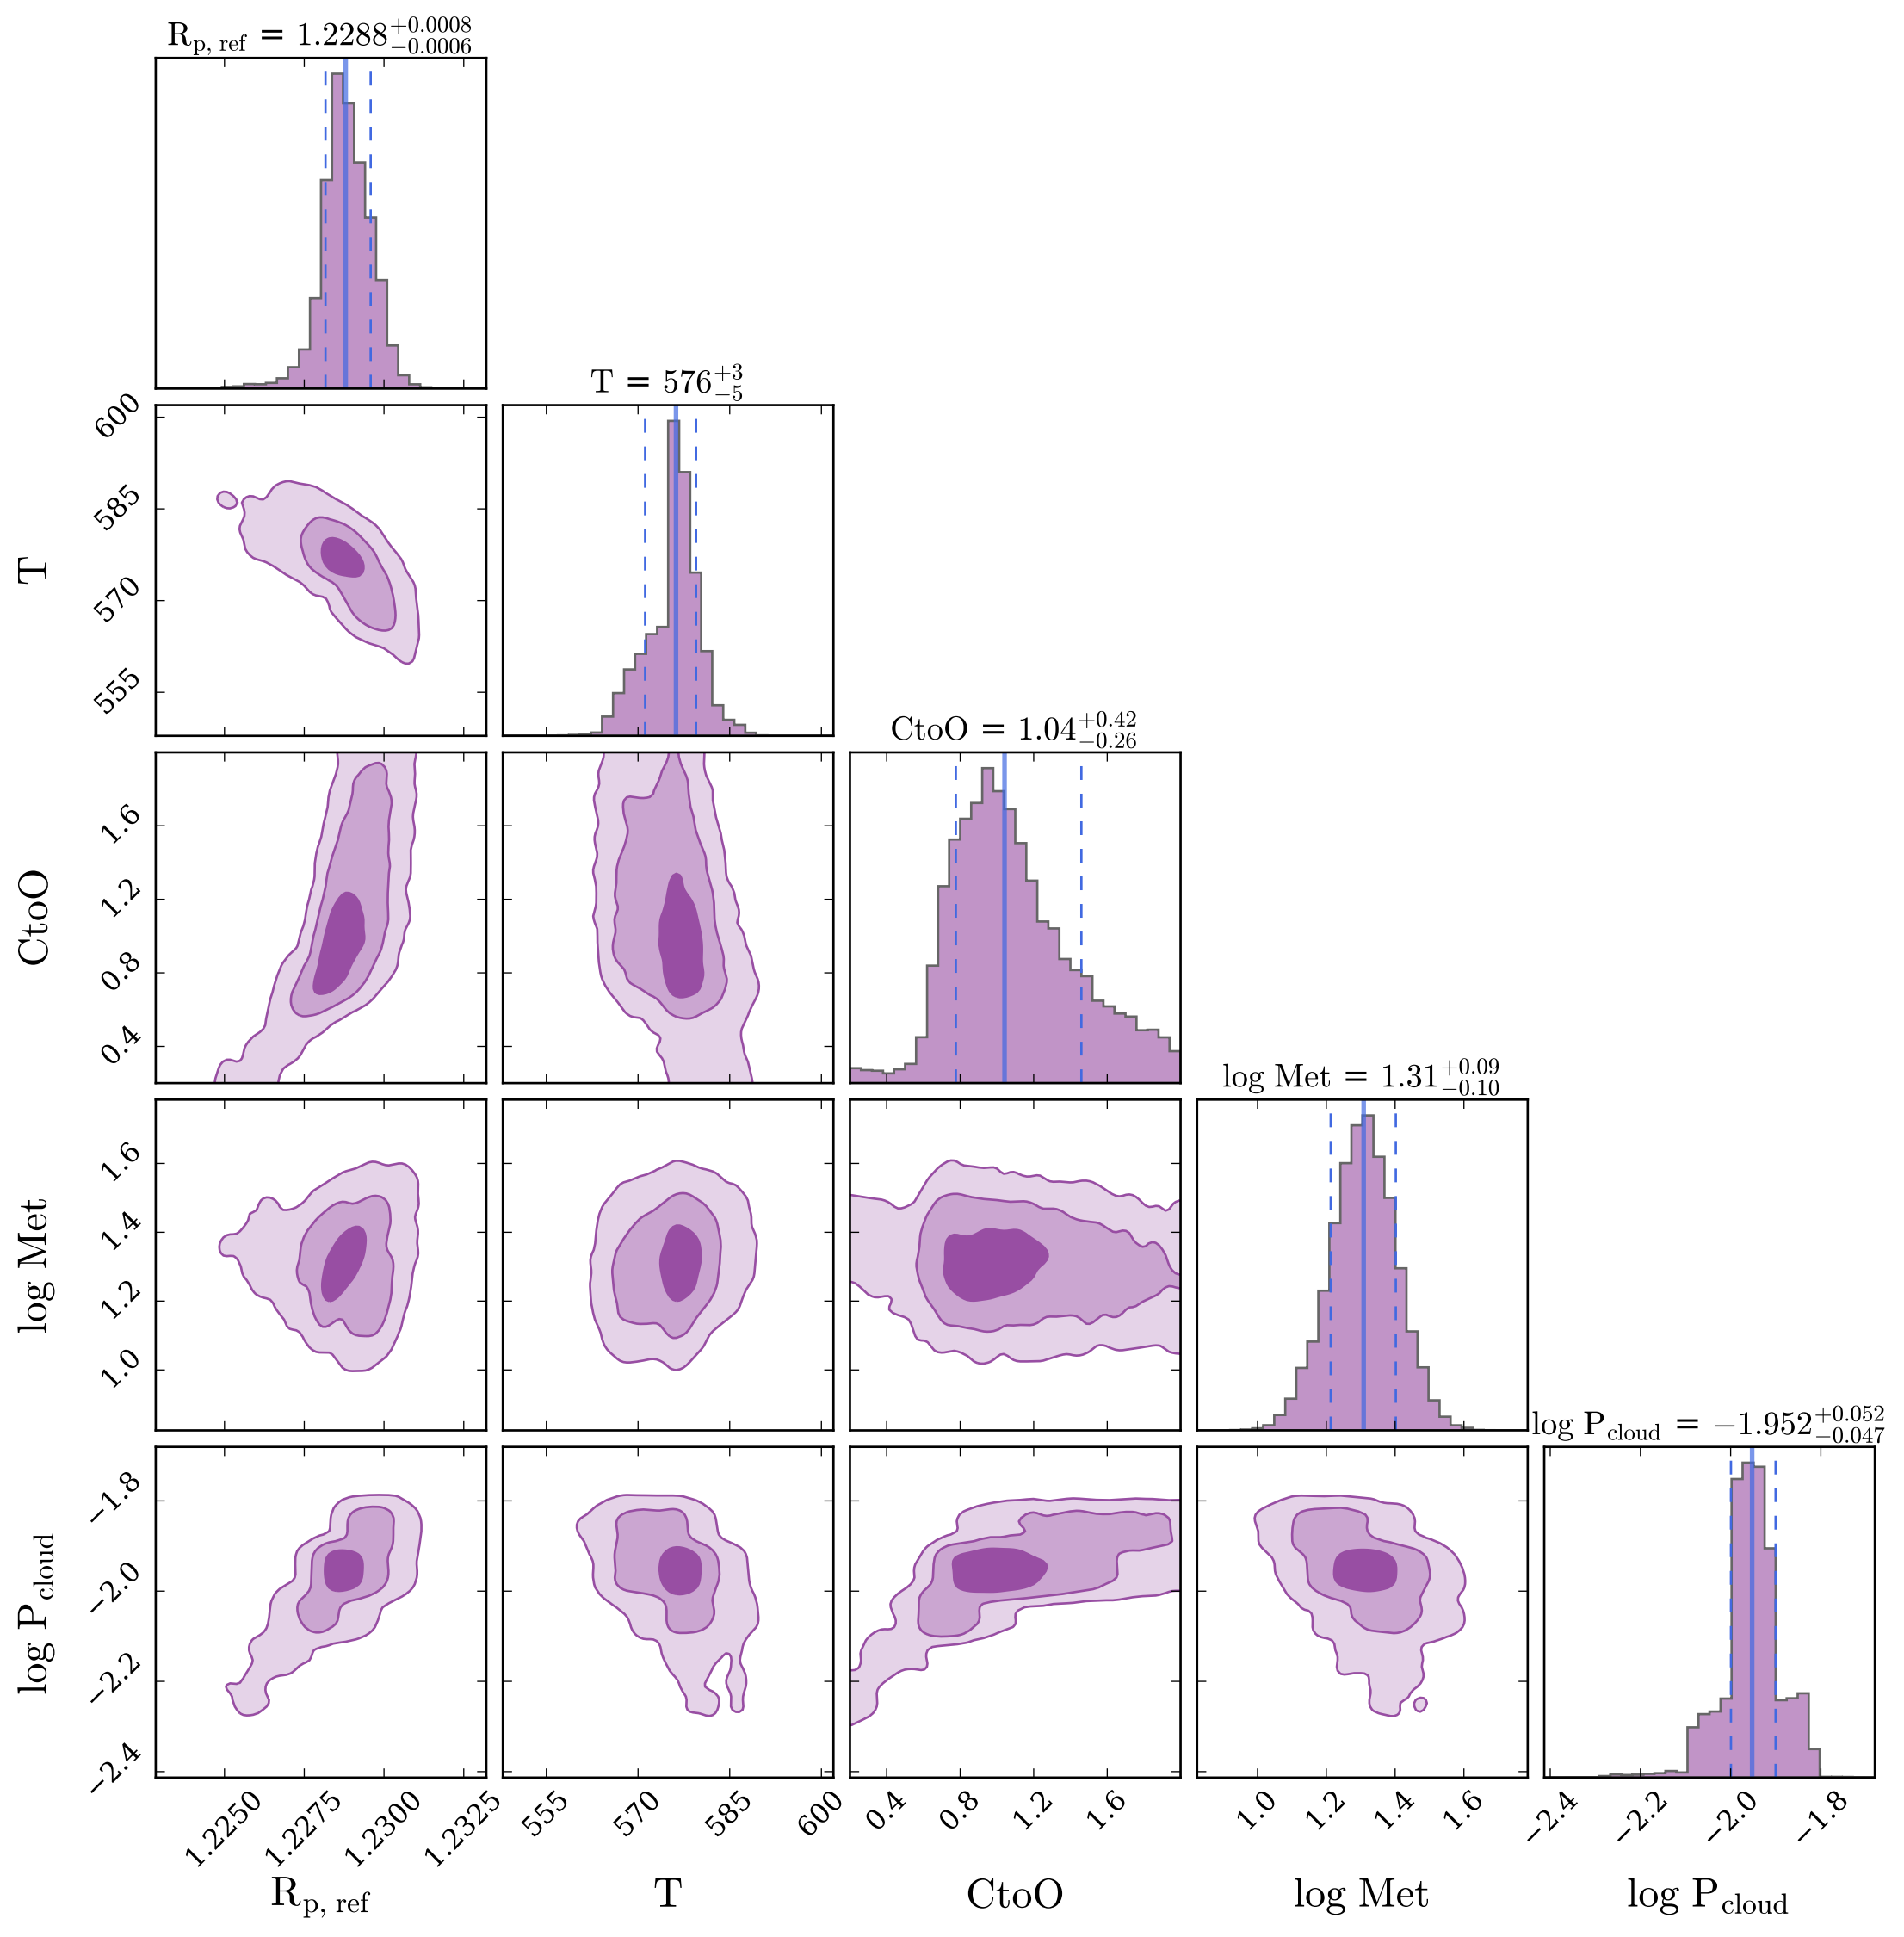 R_p, ref = 1.2288 +0.0008 −0.0006
T = 576 +3 −5
CtoO = 1.04 +0.42 −0.26
log Met = 1.31 +0.09 −0.10
log P_cloud = −1.952 +0.052 −0.047
T
600
585
570
555
CtoO
1.6
1.2
0.8
0.4
log Met
1.6
1.4
1.2
1.0
log P_cloud
−1.8
−2.0
−2.2
−2.4
1.2250 1.2275 1.2300 1.2325
555 570 585 600
0.4 0.8 1.2 1.6
1.0 1.2 1.4 1.6
−2.4 −2.2 −2.0 −1.8
R_p, ref
T
CtoO
log Met
log P_cloud